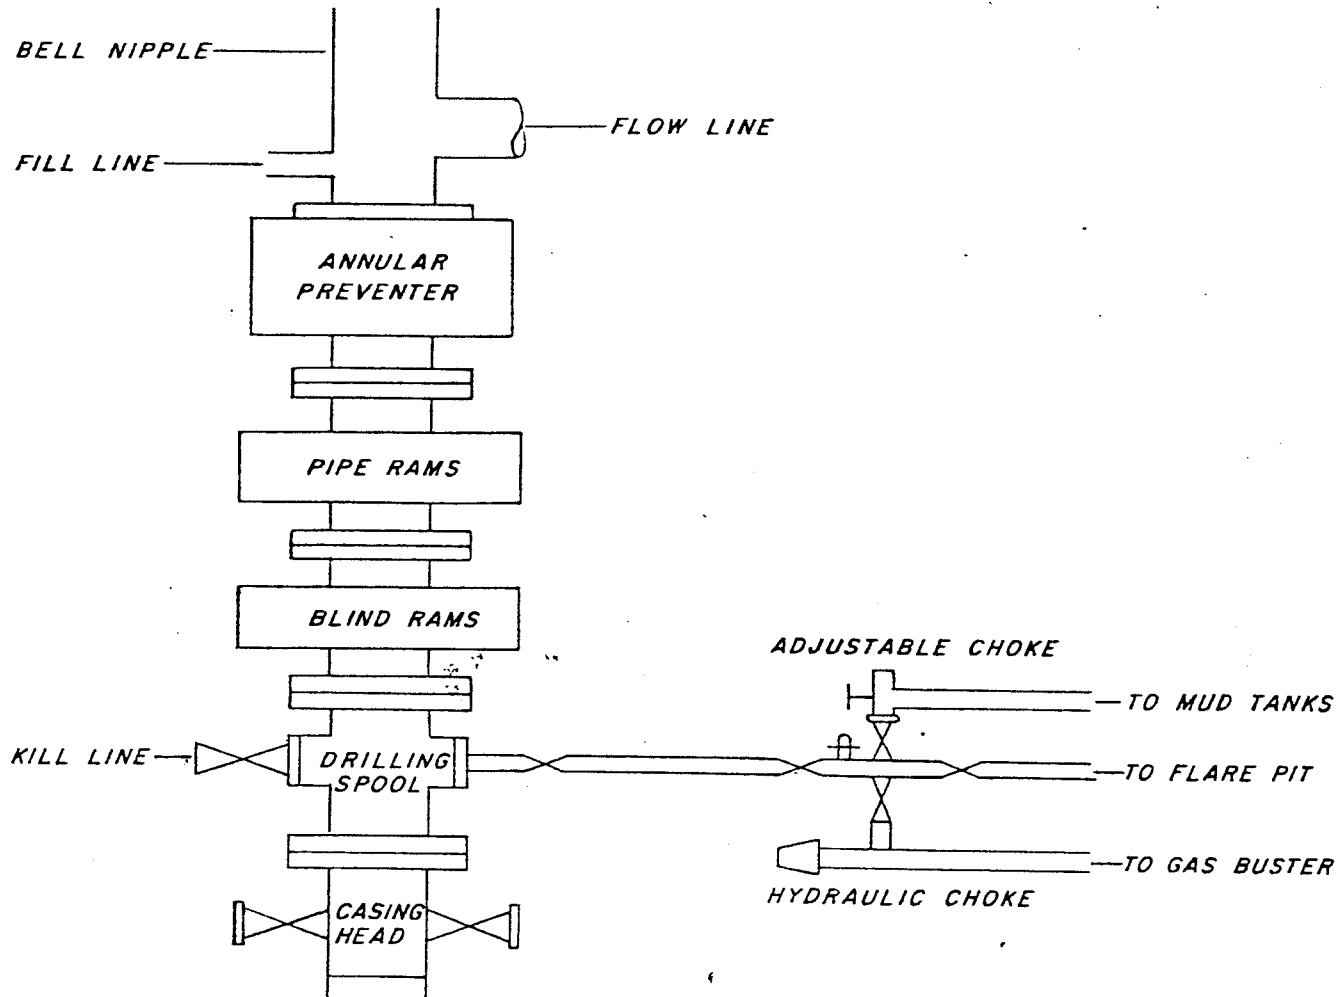 BELL NIPPLE
FLOW LINE
FILL LINE
ANNULAR
PREVENTER
PIPE RAMS
BLIND RAMS
ADJUSTABLE CHOKE
TO MUD TANKS
KILL LINE
DRILLING
SPOOL
TO FLARE PIT
TO GAS BUSTER
HYDRAULIC CHOKE
CASING
HEAD